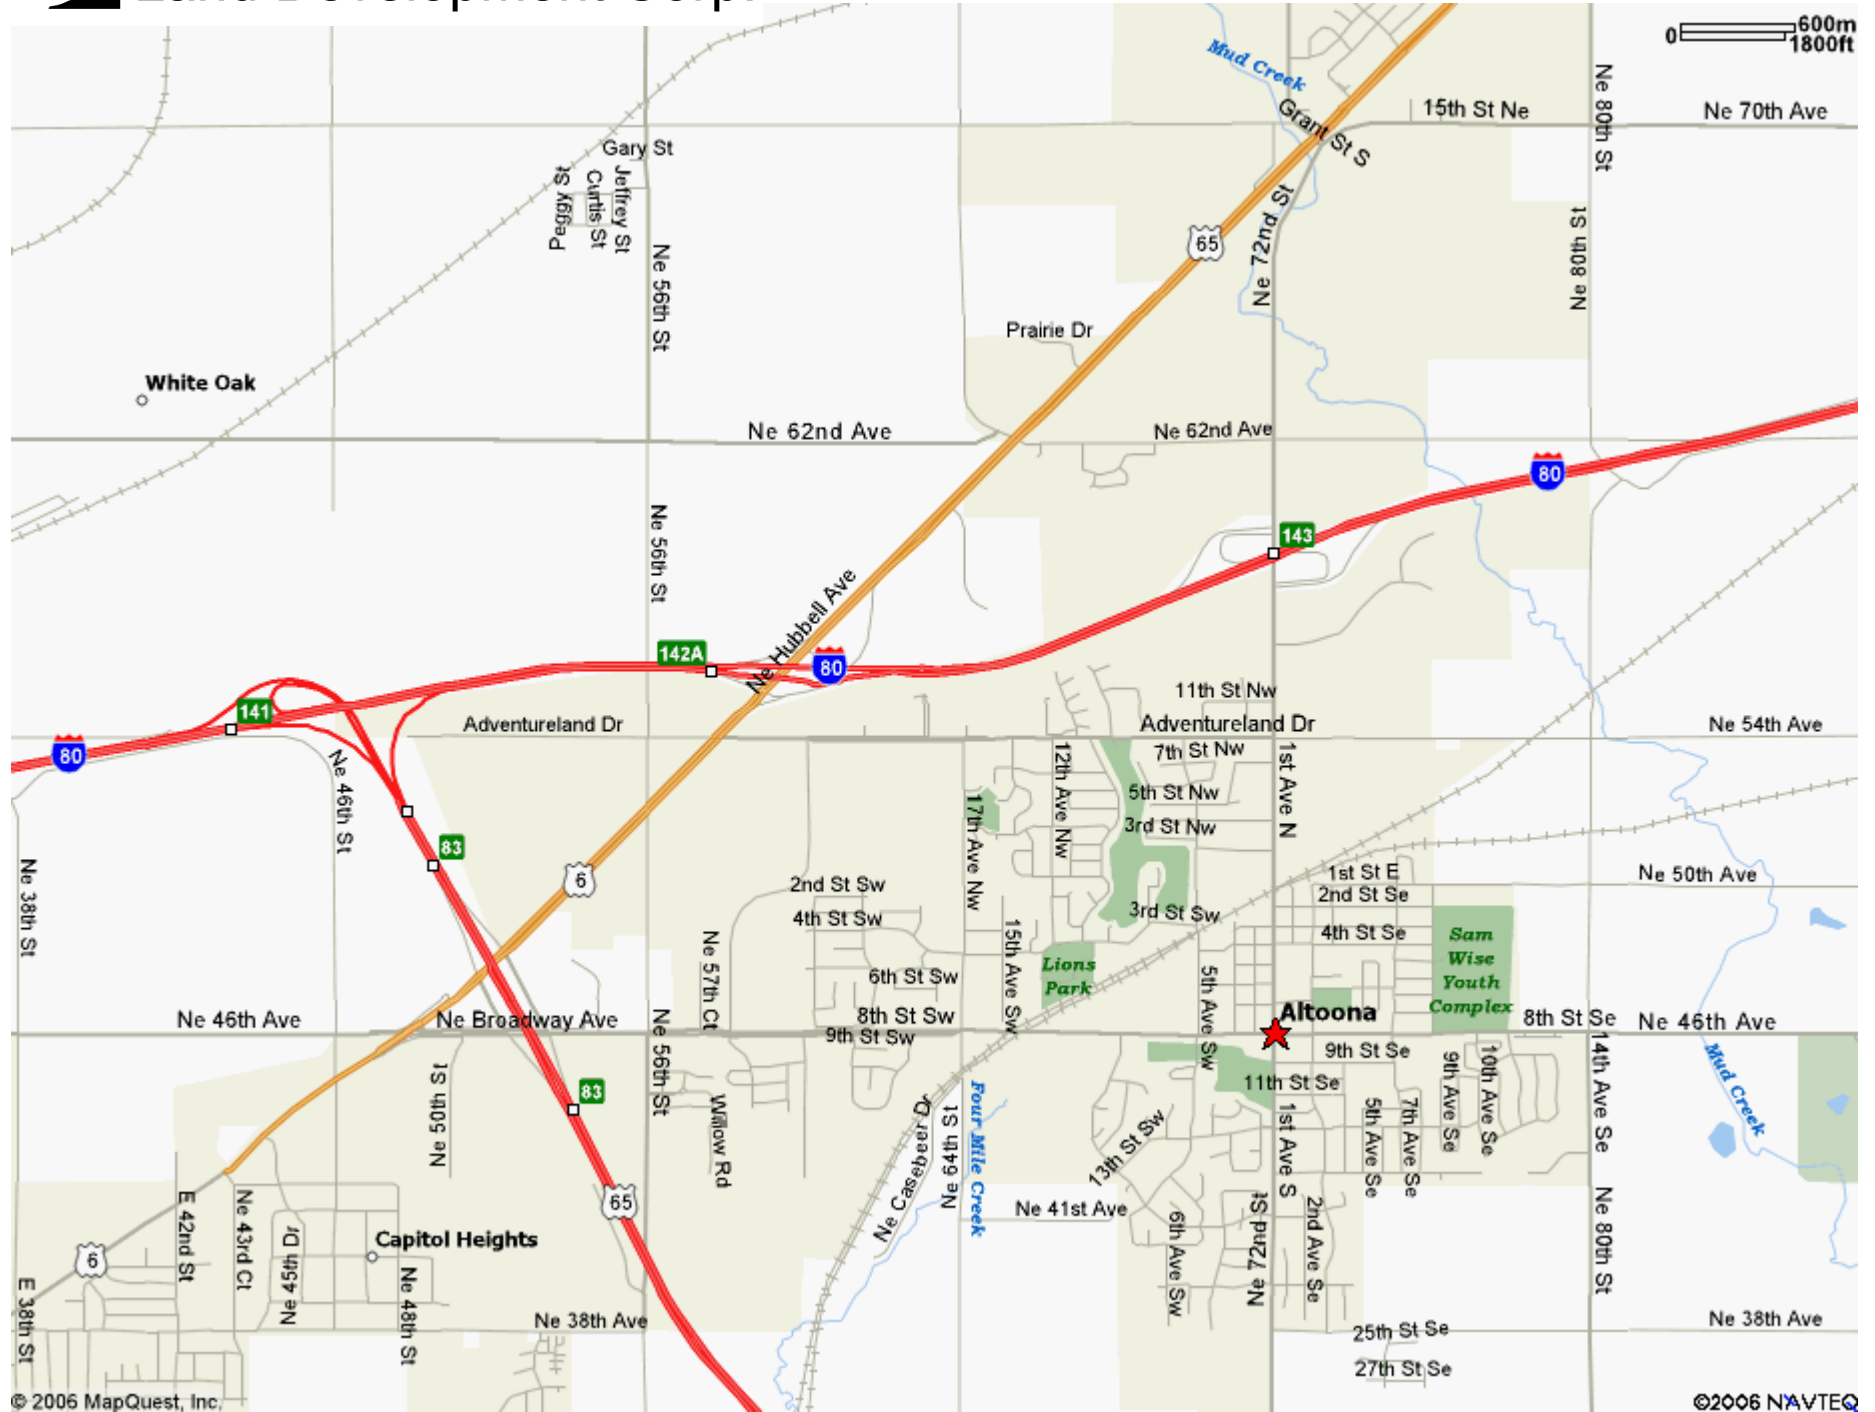 Land Development Corp.
0
600m
1800ft
Mud Creek
Grant St S
15th St Ne
Ne 70th Ave
Ne 80th St
Gary St
Peggy St
Curtis St
Jeffrey St
Ne 56th St
65
Ne 72nd St
Ne 80th St
Prairie Dr
White Oak
Ne 62nd Ave
Ne 62nd Ave
80
143
Ne 56th St
Ne Hubbell Ave
142A
80
141
80
Adventureland Dr
11th St Nw
Adventureland Dr
Ne 54th Ave
7th St Nw
12th Ave Nw
1st Ave N
5th St Nw
3rd St Nw
17th Ave Nw
Ne 46th St
83
6
Ne 38th St
2nd St Sw
4th St Sw
3rd St Sw
1st St E
2nd St Se
4th St Se
Ne 50th Ave
Ne 57th Ct
15th Ave Sw
6th St Sw
8th St Sw
9th St Sw
Lions
Park
5th Ave Sw
Sam
Wise
Youth
Complex
Altoona
8th St Se
Ne 46th Ave
Ne 46th Ave
Ne Broadway Ave
Ne 56th St
9th St Se
11th St Se
9th Ave Se
10th Ave Se
14th Ave Se
Mud Creek
Ne 50th St
83
Willow Rd
Ne Casebeer Dr
Ne 64th St
Four Mile Creek
13th St Sw
1st Ave S
5th Ave Se
7th Ave Se
65
E 42nd St
Ne 43rd Ct
Ne 45th Dr
Capitol Heights
Ne 48th St
6
E 38th St
Ne 38th Ave
Ne 41st Ave
6th Ave Sw
Ne 72nd St
2nd Ave Se
Ne 80th St
Ne 38th Ave
25th St Se
27th St Se
© 2006 MapQuest, Inc.
©2006 NAVTEQ